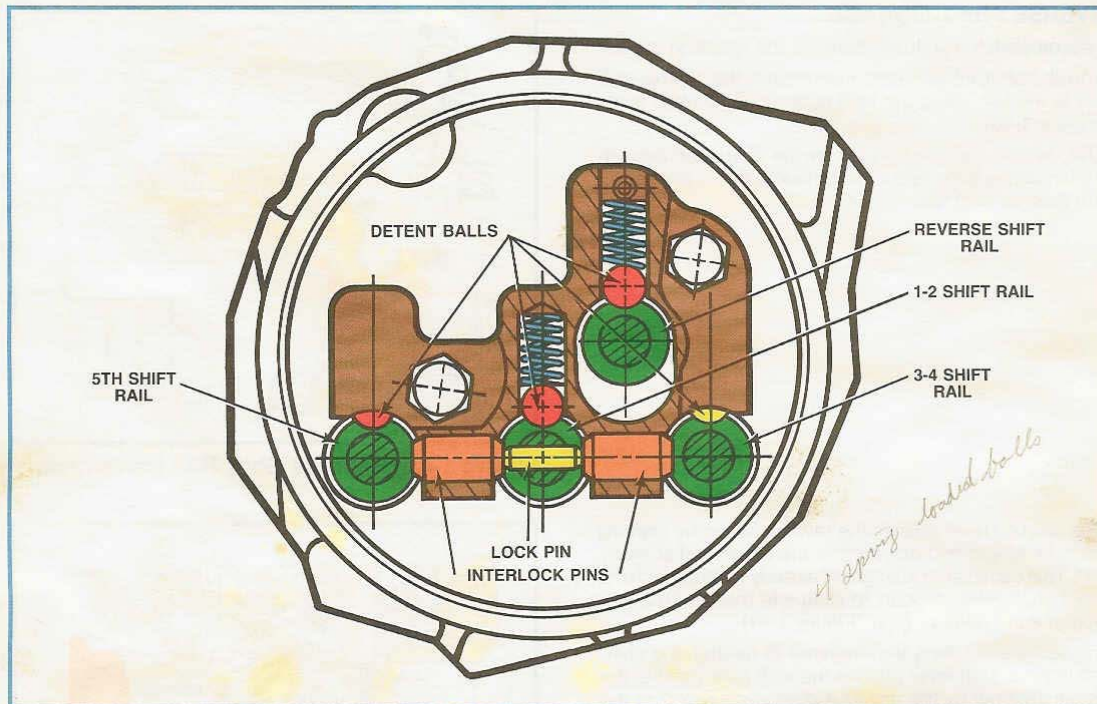 DETENT BALLS
REVERSE SHIFT
RAIL
1-2 SHIFT RAIL
5TH SHIFT
RAIL
3-4 SHIFT
RAIL
LOCK PIN
INTERLOCK PINS
4 spring loaded balls